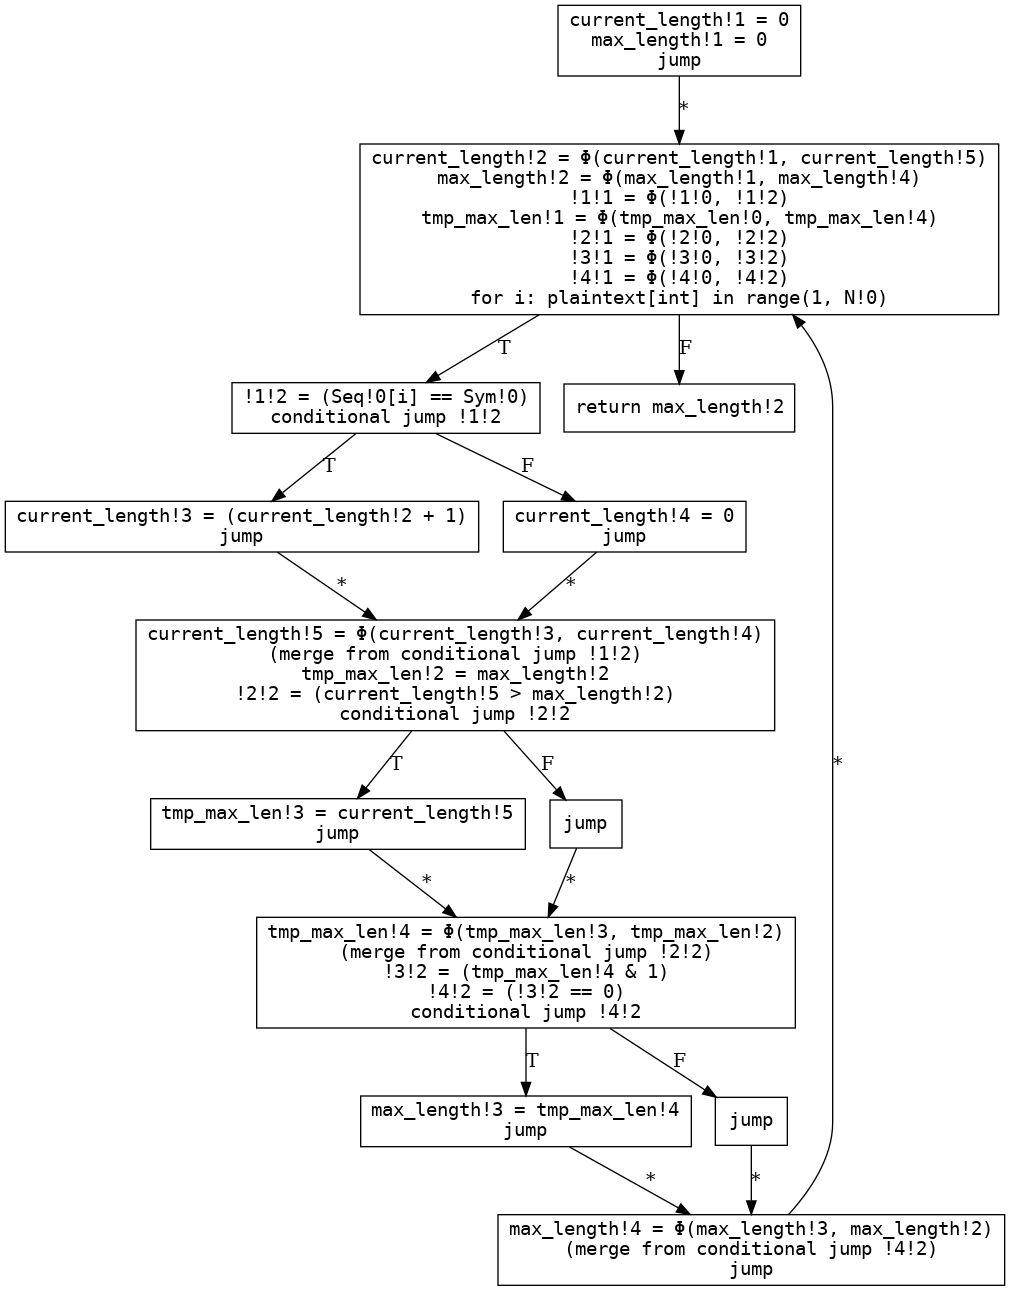 current_length!1 = 0
max_length!1 = 0
jump
*
current_length!2 = Φ(current_length!1, current_length!5)
max_length!2 = Φ(max_length!1, max_length!4)
!1!1 = Φ(!1!0, !1!2)
tmp_max_len!1 = Φ(tmp_max_len!0, tmp_max_len!4)
!2!1 = Φ(!2!0, !2!2)
!3!1 = Φ(!3!0, !3!2)
!4!1 = Φ(!4!0, !4!2)
for i: plaintext[int] in range(1, N!0)
T
F
!1!2 = (Seq!0[i] == Sym!0)
conditional jump !1!2
return max_length!2
T
F
current_length!3 = (current_length!2 + 1)
jump
current_length!4 = 0
jump
*
*
current_length!5 = Φ(current_length!3, current_length!4)
(merge from conditional jump !1!2)
tmp_max_len!2 = max_length!2
!2!2 = (current_length!5 > max_length!2)
conditional jump !2!2
T
F
*
tmp_max_len!3 = current_length!5
jump
jump
*
*
tmp_max_len!4 = Φ(tmp_max_len!3, tmp_max_len!2)
(merge from conditional jump !2!2)
!3!2 = (tmp_max_len!4 & 1)
!4!2 = (!3!2 == 0)
conditional jump !4!2
T
F
max_length!3 = tmp_max_len!4
jump
jump
*
*
max_length!4 = Φ(max_length!3, max_length!2)
(merge from conditional jump !4!2)
jump